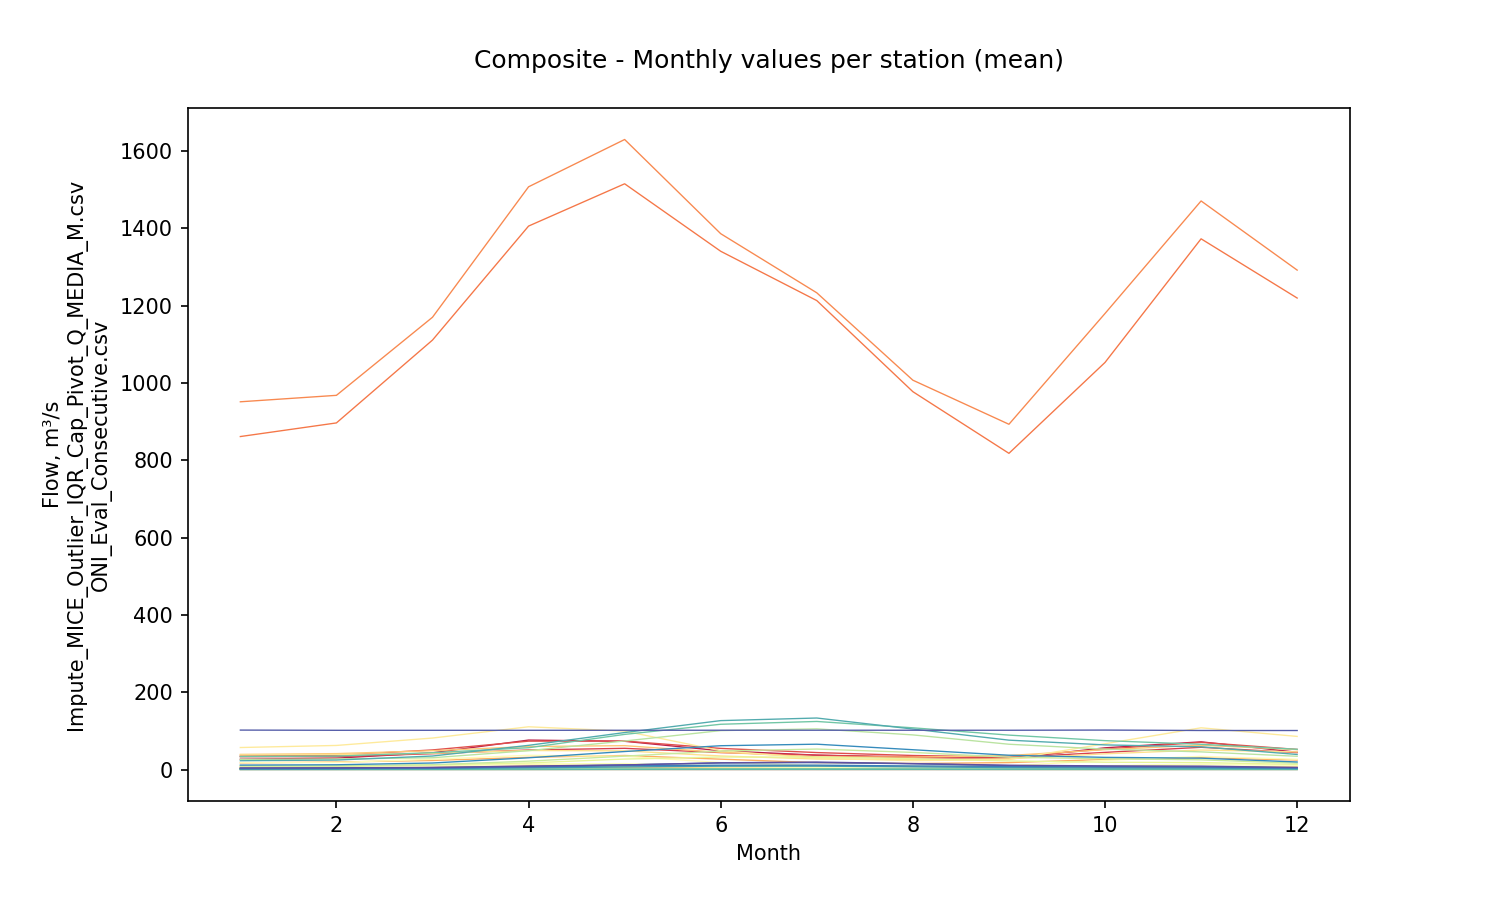 Composite - Monthly values per station (mean)
Flow, m³/s
Impute_MICE_Outlier_IQR_Cap_Pivot_Q_MEDIA_M.csv
ONI_Eval_Consecutive.csv
1600
1400
1200
1000
800
600
400
200
0
2 4 6 8 10 12
Month